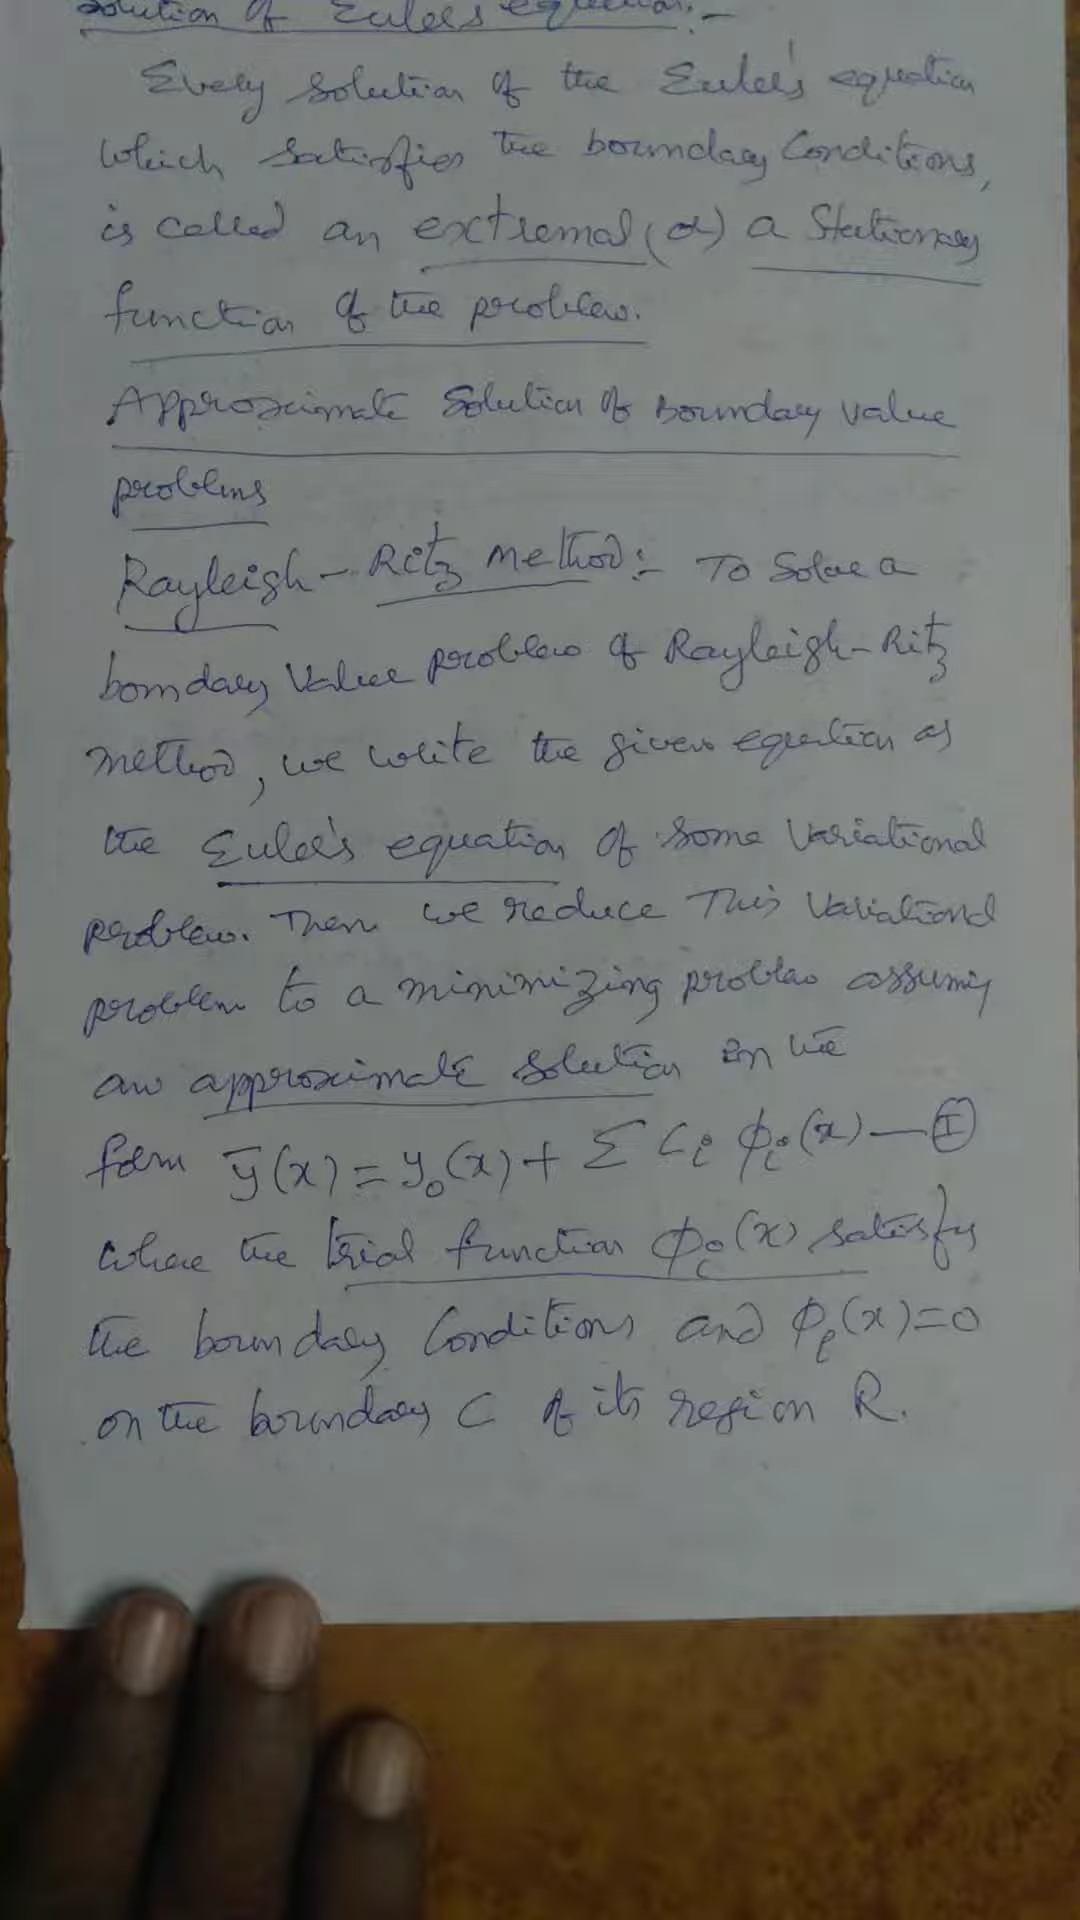 Solution of Euler's equation:-
Every solution of the Euler's equation
which satisfies the boundary Conditions,
is called an extremal (or) a Stationary
function of the problem.
Approximate Solution of Boundary value
problems
Rayleigh-Ritz Method:- To Solve a
boundary Value problem of Rayleigh-Ritz
method, we write the given equation as
the Euler's equation of some Variational
problem. Then we reduce This Variational
problem to a minimizing problem assuming
an approximate solution in the
form ȳ(x) = y₀(x) + Σ Cᵢ ϕᵢ(x) — Ⓘ
where the trial function ϕᵢ(x) satisfy
the boundary Conditions and ϕᵢ(x)=0
on the boundary C of its region R.